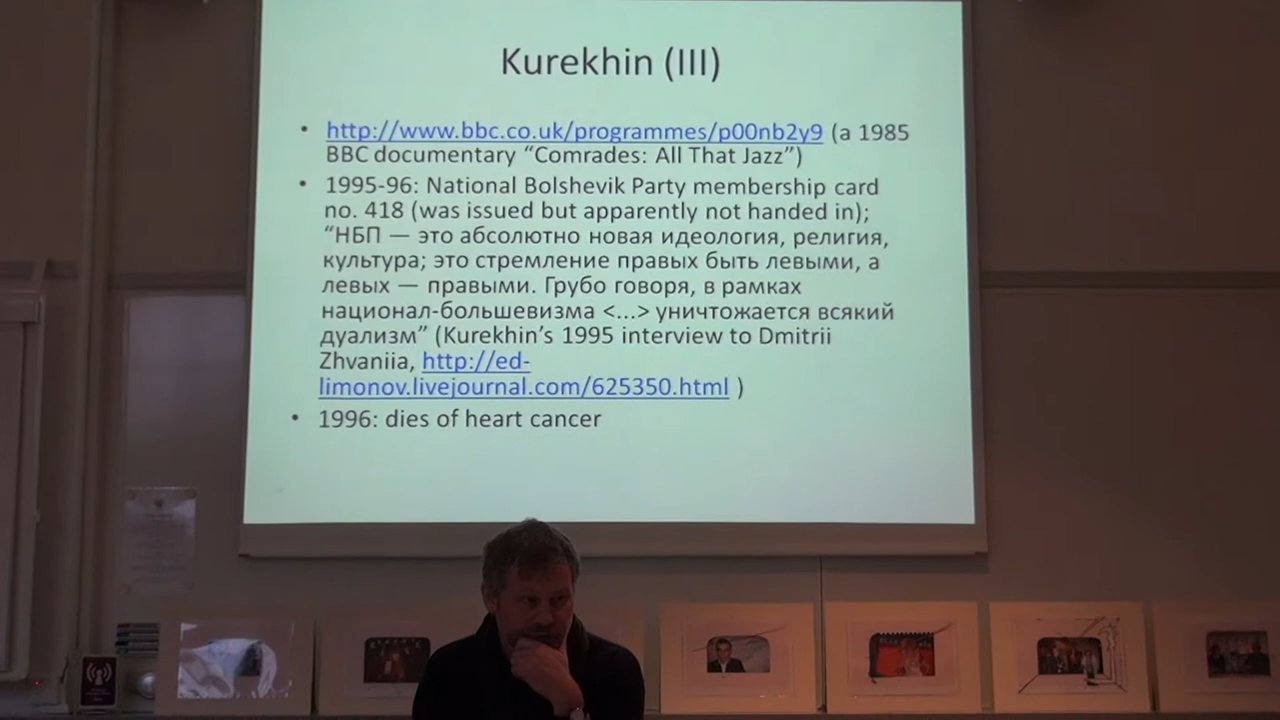 Kurekhin (III)
• http://www.bbc.co.uk/programmes/p00nb2y9 (a 1985
BBC documentary “Comrades: All That Jazz”)
• 1995-96: National Bolshevik Party membership card
no. 418 (was issued but apparently not handed in);
“НБП — это абсолютно новая идеология, религия,
культура; это стремление правых быть левыми, а
левых — правыми. Грубо говоря, в рамках
национал-большевизма <...> уничтожается всякий
дуализм” (Kurekhin’s 1995 interview to Dmitrii
Zhvaniia, http://ed-
limonov.livejournal.com/625350.html )
• 1996: dies of heart cancer